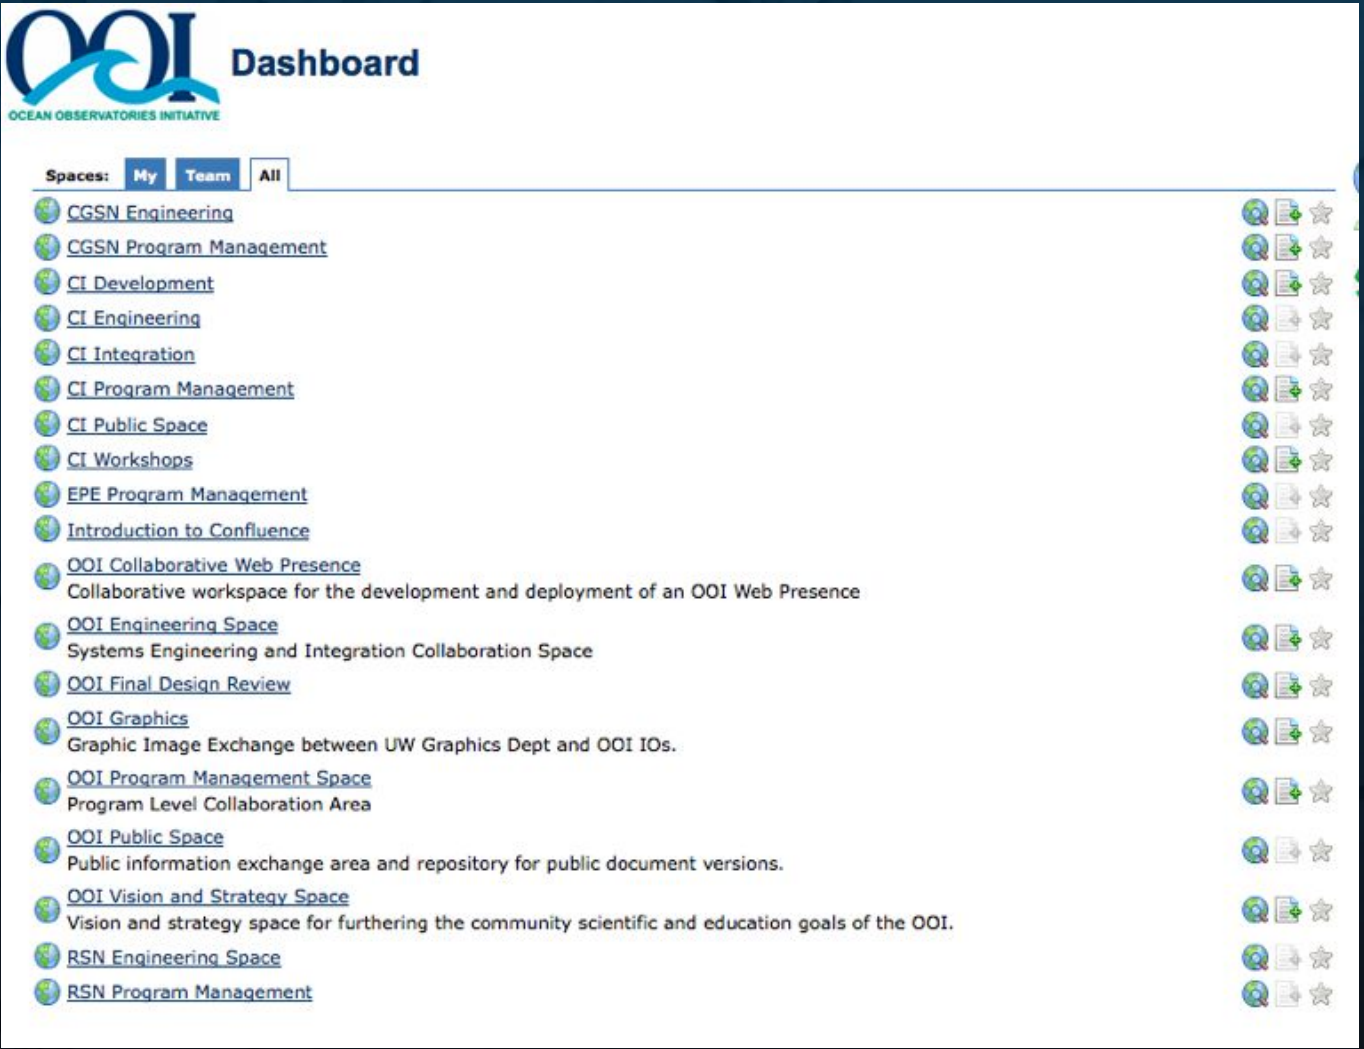 OOI
Dashboard
OCEAN OBSERVATORIES INITIATIVE
Spaces: My Team All
CGSN Engineering
CGSN Program Management
CI Development
CI Engineering
CI Integration
CI Program Management
CI Public Space
CI Workshops
EPE Program Management
Introduction to Confluence
OOI Collaborative Web Presence
Collaborative workspace for the development and deployment of an OOI Web Presence
OOI Engineering Space
Systems Engineering and Integration Collaboration Space
OOI Final Design Review
OOI Graphics
Graphic Image Exchange between UW Graphics Dept and OOI IOs.
OOI Program Management Space
Program Level Collaboration Area
OOI Public Space
Public information exchange area and repository for public document versions.
OOI Vision and Strategy Space
Vision and strategy space for furthering the community scientific and education goals of the OOI.
RSN Engineering Space
RSN Program Management